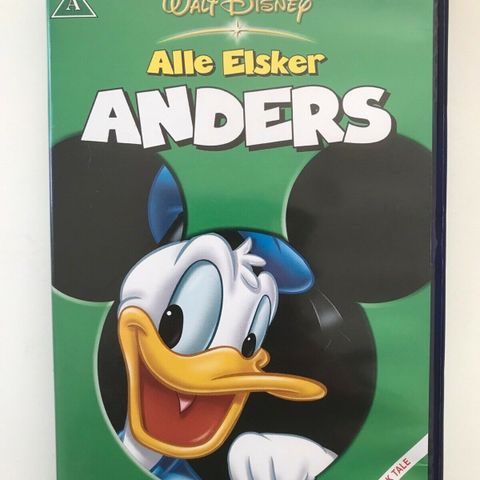 A
WALT DISNEY
Alle Elsker
ANDERS
K TALE